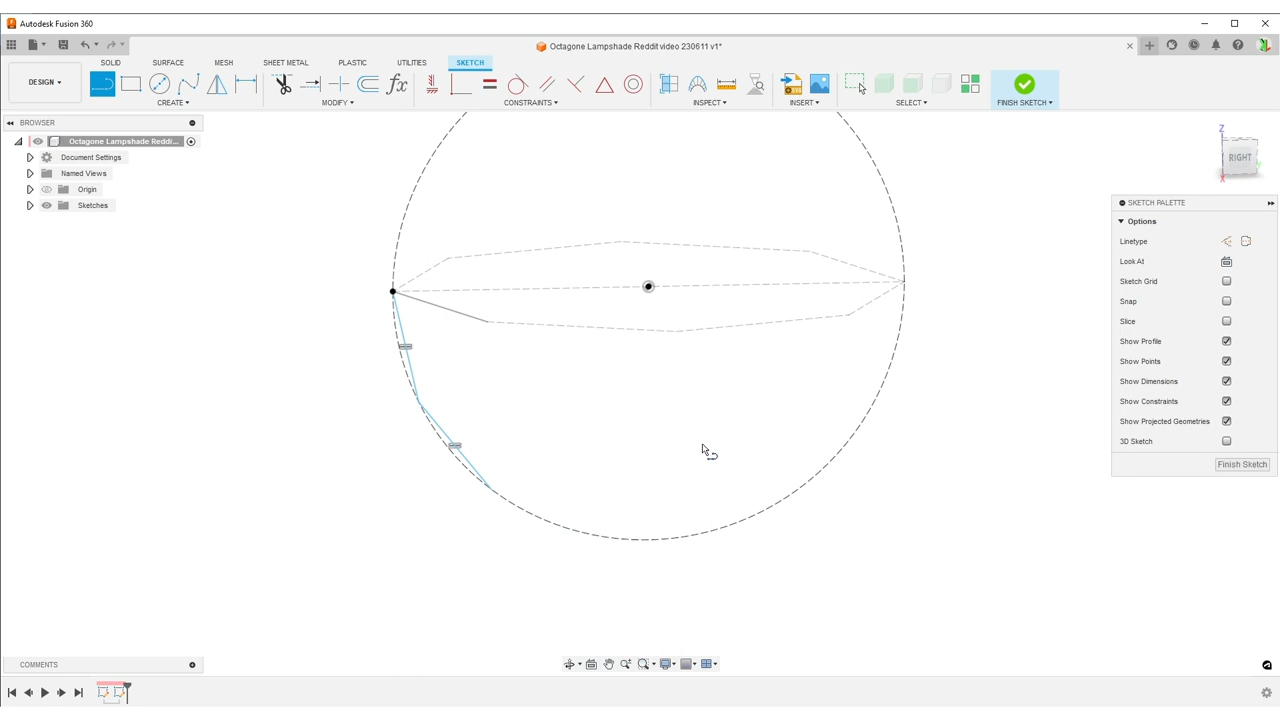 Autodesk Fusion 360
Octagone Lampshade Reddit video 230611 v1*
SOLID SURFACE MESH SHEET METAL PLASTIC UTILITIES SKETCH
DESIGN
CREATE MODIFY CONSTRAINTS INSPECT INSERT SELECT FINISH SKETCH
BROWSER
Octagone Lampshade Reddi...
Document Settings
Named Views
Origin
Sketches
Z
RIGHT
Y
X
SKETCH PALETTE
Options
Linetype
Look At
Sketch Grid
Snap
Slice
Show Profile
Show Points
Show Dimensions
Show Constraints
Show Projected Geometries
3D Sketch
Finish Sketch
COMMENTS